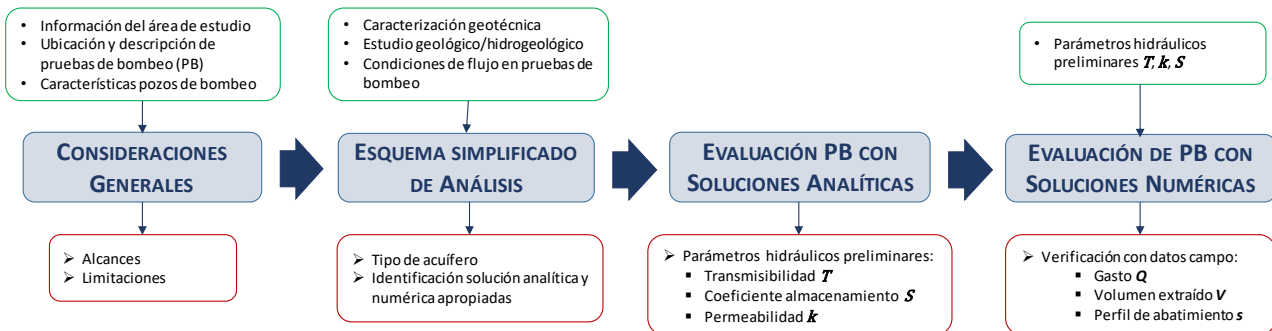 • Información del área de estudio
• Ubicación y descripción de
pruebas de bombeo (PB)
• Características pozos de bombeo
• Caracterización geotécnica
• Estudio geológico/hidrogeológico
• Condiciones de flujo en pruebas de
bombeo
• Parámetros hidráulicos
preliminares T, k, S
CONSIDERACIONES
GENERALES
ESQUEMA SIMPLIFICADO
DE ANÁLISIS
EVALUACIÓN PB CON
SOLUCIONES ANALÍTICAS
EVALUACIÓN DE PB CON
SOLUCIONES NUMÉRICAS
➢ Alcances
➢ Limitaciones
➢ Tipo de acuífero
➢ Identificación solución analítica y
numérica apropiadas
➢ Parámetros hidráulicos preliminares:
▪ Transmisibilidad T
▪ Coeficiente almacenamiento S
▪ Permeabilidad k
➢ Verificación con datos campo:
▪ Gasto Q
▪ Volumen extraído V
▪ Perfil de abatimiento s